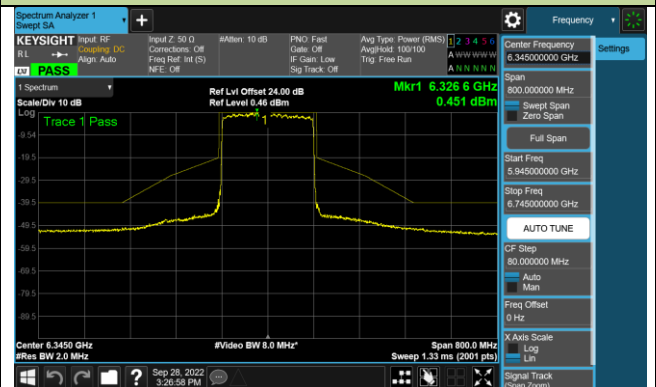 Spectrum Analyzer 1
Swept SA
+
Frequency
KEYSIGHT
RL
Input: RF
Coupling: DC
Align: Auto
Input Z: 50 Ω
Corrections: Off
Freq Ref: Int (S)
NFE: Off
#Atten: 10 dB
PNO: Fast
Gate: Off
IF Gain: Low
Sig Track: Off
Avg Type: Power (RMS)
Avg|Hold: 100/100
Trig: Free Run
1 2 3 4 5 6
A W W W W W
A N N N N N
LXI
PASS
1 Spectrum
Scale/Div 10 dB
Ref Lvl Offset 24.00 dB
Ref Level 0.46 dBm
Mkr1 6.326 6 GHz
0.451 dBm
Log
Trace 1 Pass
1
-9.54
-19.5
-29.5
-39.5
-49.5
-59.5
-69.5
-79.5
-89.5
Center 6.3450 GHz
#Res BW 2.0 MHz
#Video BW 8.0 MHz*
Span 800.0 MHz
Sweep 1.33 ms (2001 pts)
?
Sep 28, 2022
3:26:58 PM
Center Frequency
6.345000000 GHz
Settings
Span
800.000000 MHz
Swept Span
Zero Span
Full Span
Start Freq
5.945000000 GHz
Stop Freq
6.745000000 GHz
AUTO TUNE
CF Step
80.000000 MHz
Auto
Man
Freq Offset
0 Hz
X Axis Scale
Log
Lin
Signal Track
(Span Zoom)